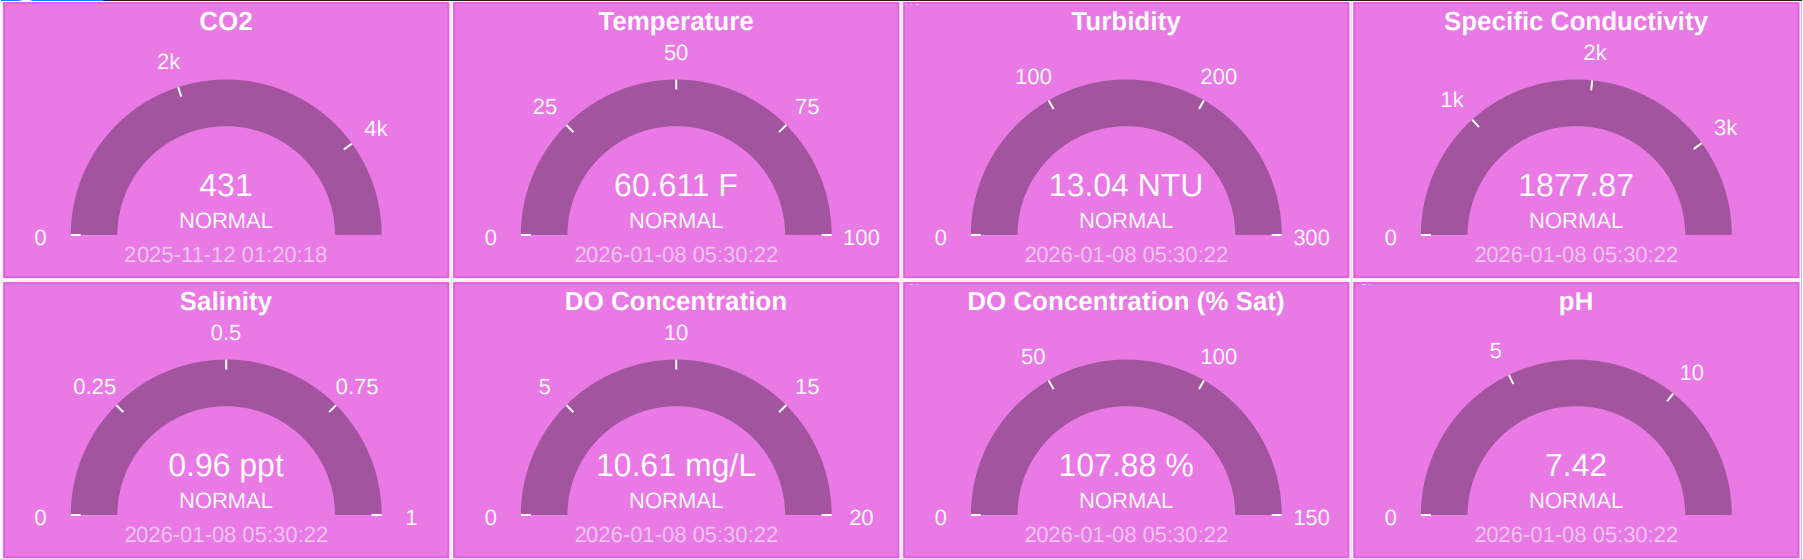 CO2
2k
4k
0
431
NORMAL
2025-11-12 01:20:18
Temperature
50
25
75
0
100
60.611 F
NORMAL
2026-01-08 05:30:22
Turbidity
100
200
0
300
13.04 NTU
NORMAL
2026-01-08 05:30:22
Specific Conductivity
2k
1k
3k
0
1877.87
NORMAL
2026-01-08 05:30:22
Salinity
0.5
0.25
0.75
0
1
0.96 ppt
NORMAL
2026-01-08 05:30:22
DO Concentration
10
5
15
0
20
10.61 mg/L
NORMAL
2026-01-08 05:30:22
DO Concentration (% Sat)
50
100
0
150
107.88 %
NORMAL
2026-01-08 05:30:22
pH
5
10
0
7.42
NORMAL
2026-01-08 05:30:22